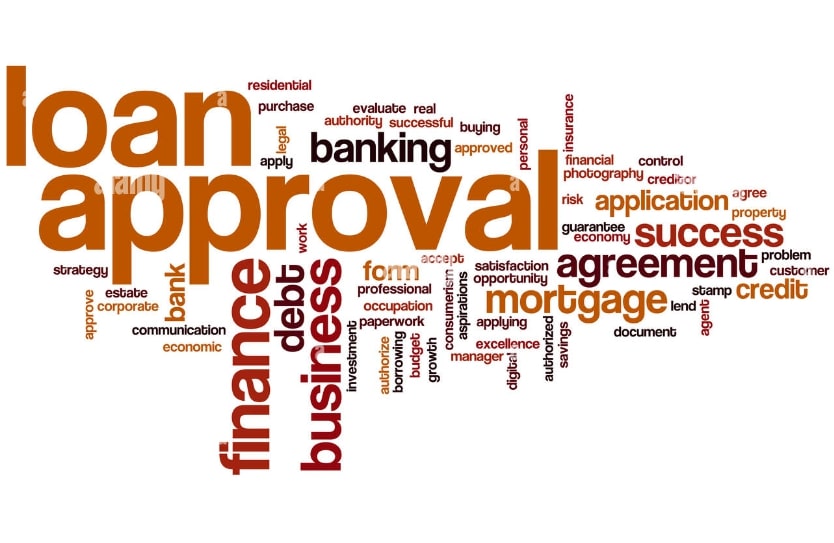 loan
approval
residential
purchase
legal
apply
evaluate
real
authority
successful
buying
banking
approved
personal
insurance
financial
control
photography
creditor
risk
application
agree
property
guarantee
economy
success
work
strategy
finance
debt
business
form
accept
satisfaction
opportunity
agreement
problem
customer
approve
estate
corporate
bank
professional
occupation
paperwork
consumerism
aspirations
mortgage
lend
stamp
credit
agent
communication
economic
investment
authorize
borrowing
budget
growth
applying
excellence
manager
digital
authorized
savings
document